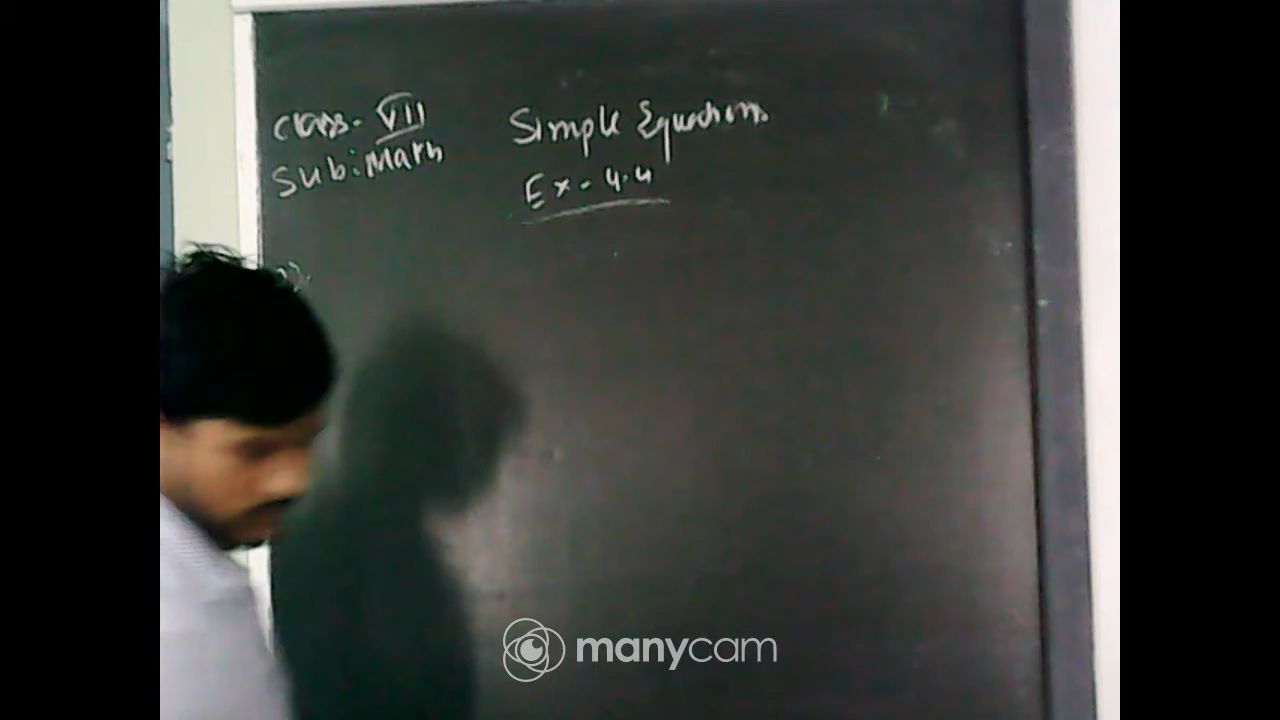 Class- VII
Sub: Math
Simple Equations
Ex- 4.4
manycam